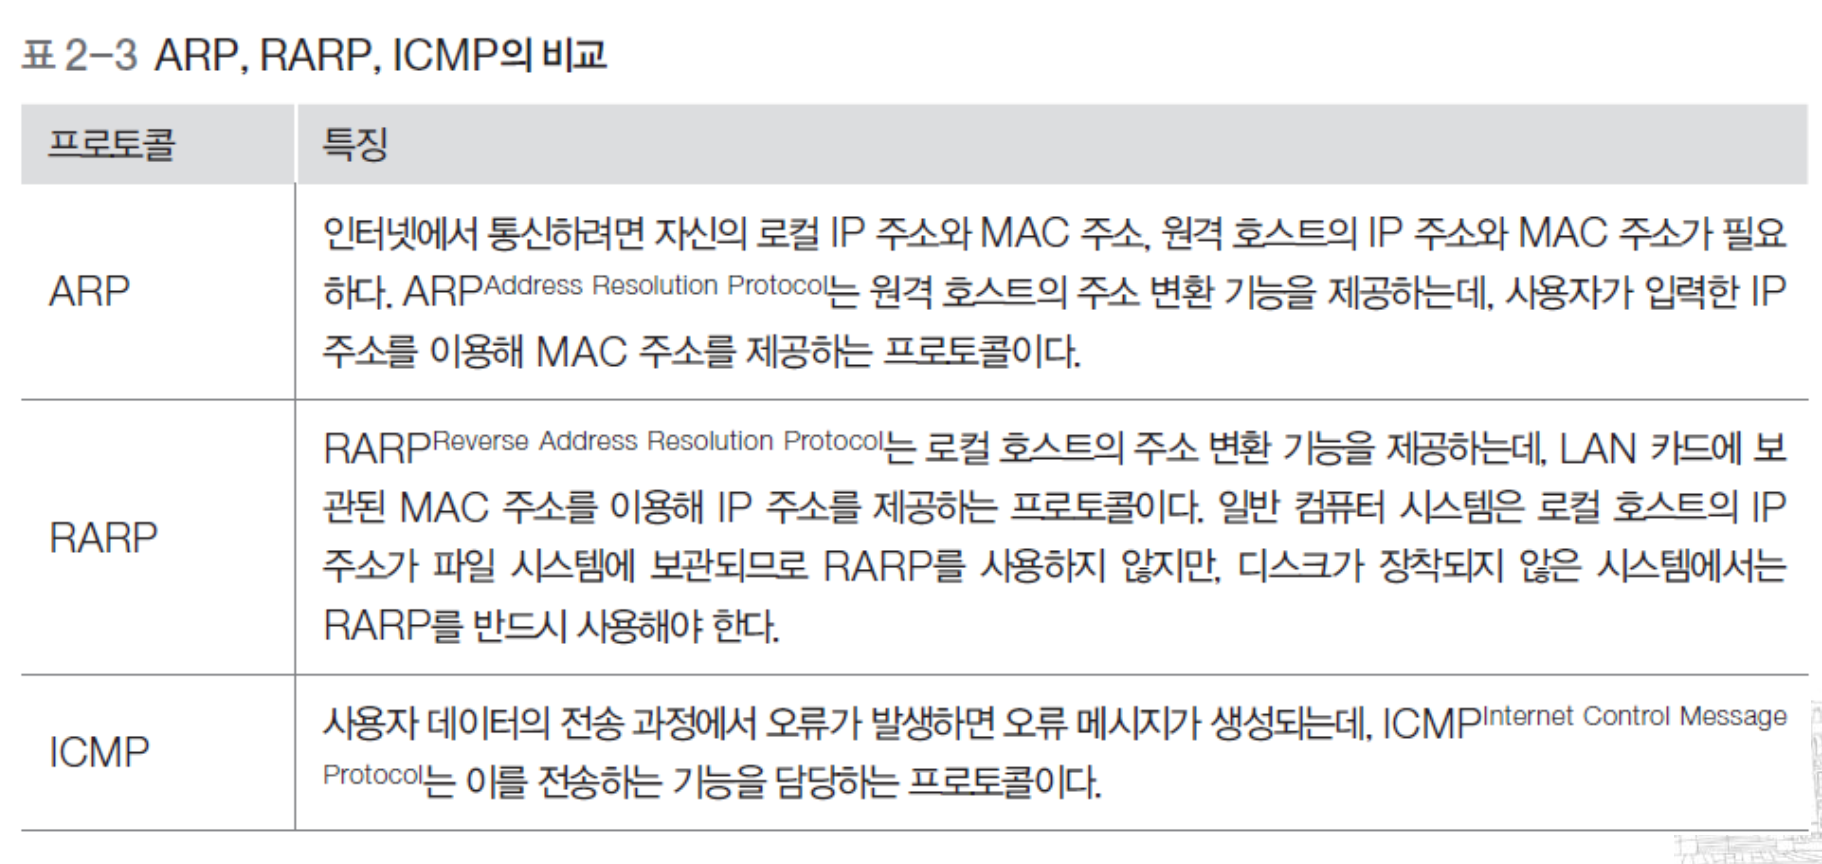 표 2-3 ARP, RARP, ICMP의 비교
프로토콜
특징
ARP
인터넷에서 통신하려면 자신의 로컬 IP 주소와 MAC 주소, 원격 호스트의 IP 주소와 MAC 주소가 필요
하다. ARP Address Resolution Protocol는 원격 호스트의 주소 변환 기능을 제공하는데, 사용자가 입력한 IP
주소를 이용해 MAC 주소를 제공하는 프로토콜이다.
RARP
RARP Reverse Address Resolution Protocol는 로컬 호스트의 주소 변환 기능을 제공하는데, LAN 카드에 보
관된 MAC 주소를 이용해 IP 주소를 제공하는 프로토콜이다. 일반 컴퓨터 시스템은 로컬 호스트의 IP
주소가 파일 시스템에 보관되므로 RARP를 사용하지 않지만, 디스크가 장착되지 않은 시스템에서는
RARP를 반드시 사용해야 한다.
ICMP
사용자 데이터의 전송 과정에서 오류가 발생하면 오류 메시지가 생성되는데, ICMP Internet Control Message
Protocol는 이를 전송하는 기능을 담당하는 프로토콜이다.